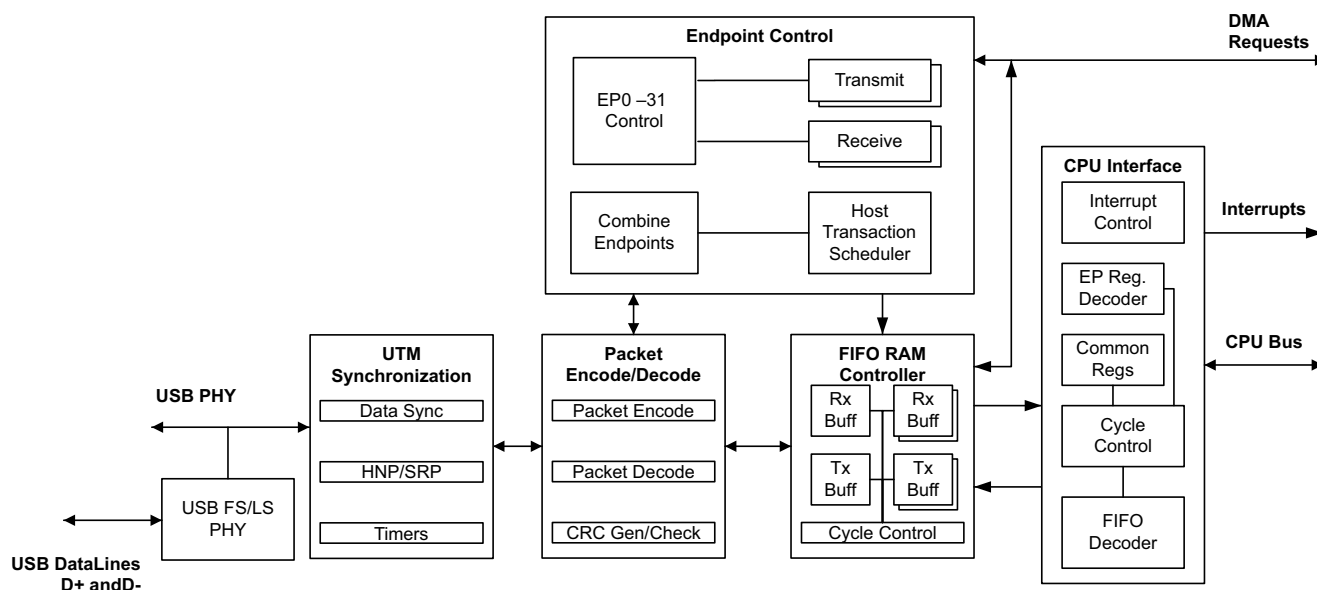 Endpoint Control
EP0 –31
Control
Transmit
Receive
Combine
Endpoints
Host
Transaction
Scheduler
DMA
Requests
CPU Interface
Interrupt
Control
EP Reg.
Decoder
Common
Regs
Cycle
Control
FIFO
Decoder
Interrupts
CPU Bus
UTM
Synchronization
Data Sync
HNP/SRP
Timers
Packet
Encode/Decode
Packet Encode
Packet Decode
CRC Gen/Check
FIFO RAM
Controller
Rx
Buff
Rx
Buff
Tx
Buff
Tx
Buff
Cycle Control
USB PHY
USB FS/LS
PHY
USB DataLines
D+ andD-